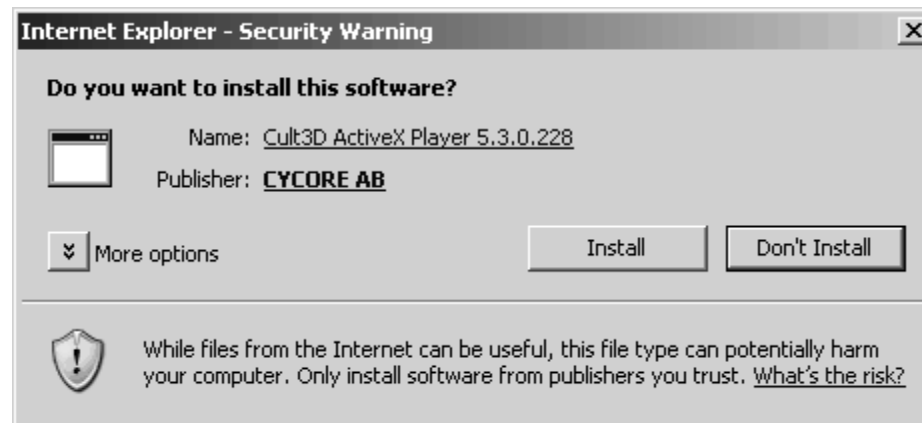 Internet Explorer - Security Warning
Do you want to install this software?
Name: Cult3D ActiveX Player 5.3.0.228
Publisher: CYCORE AB
More options Install Don't Install
While files from the Internet can be useful, this file type can potentially harm
your computer. Only install software from publishers you trust. What's the risk?